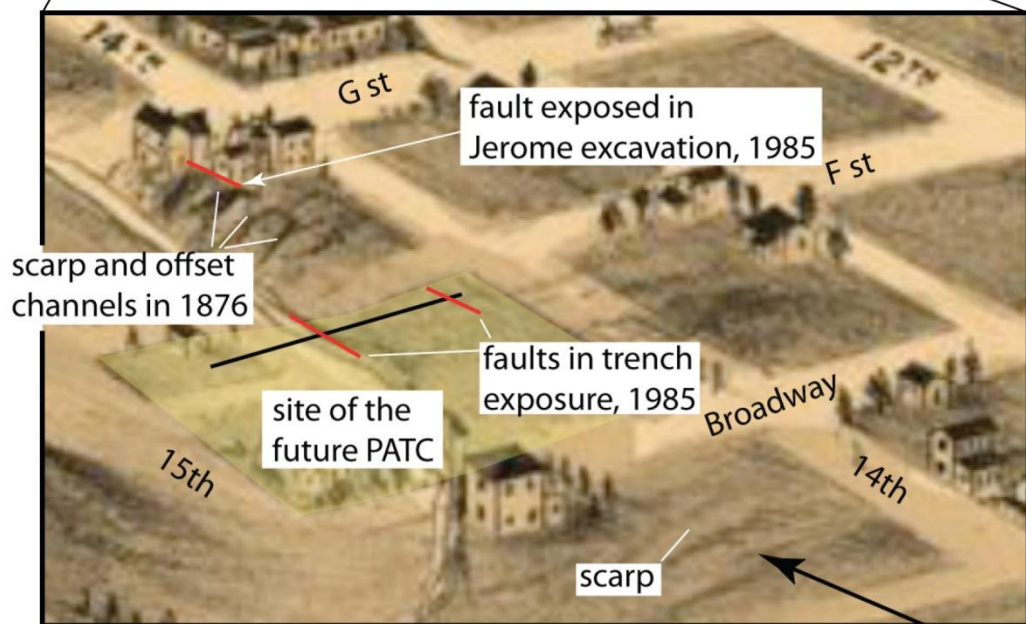 14TH
12TH
G st
fault exposed in
Jerome excavation, 1985
F st
scarp and offset
channels in 1876
faults in trench
exposure, 1985
site of the
future PATC
Broadway
15th
14th
scarp